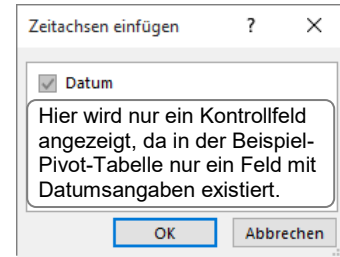 Zeitachsen einfügen ?
Datum
Hier wird nur ein Kontrollfeld
angezeigt, da in der Beispiel-
Pivot-Tabelle nur ein Feld mit
Datumsangaben existiert.
OK Abbrechen